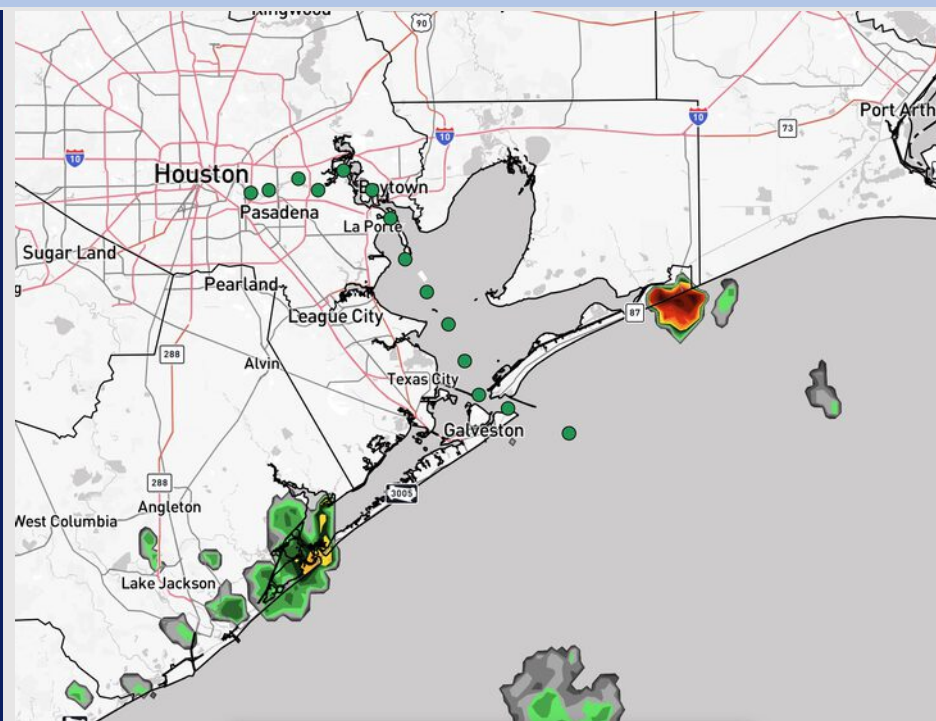 90
10
73
10
Houston
Baytown
Pasadena
La Porte
Sugar Land
Pearland
87
League City
288
Alvin
Texas City
Galveston
288
3005
Angleton
West Columbia
Lake Jackson